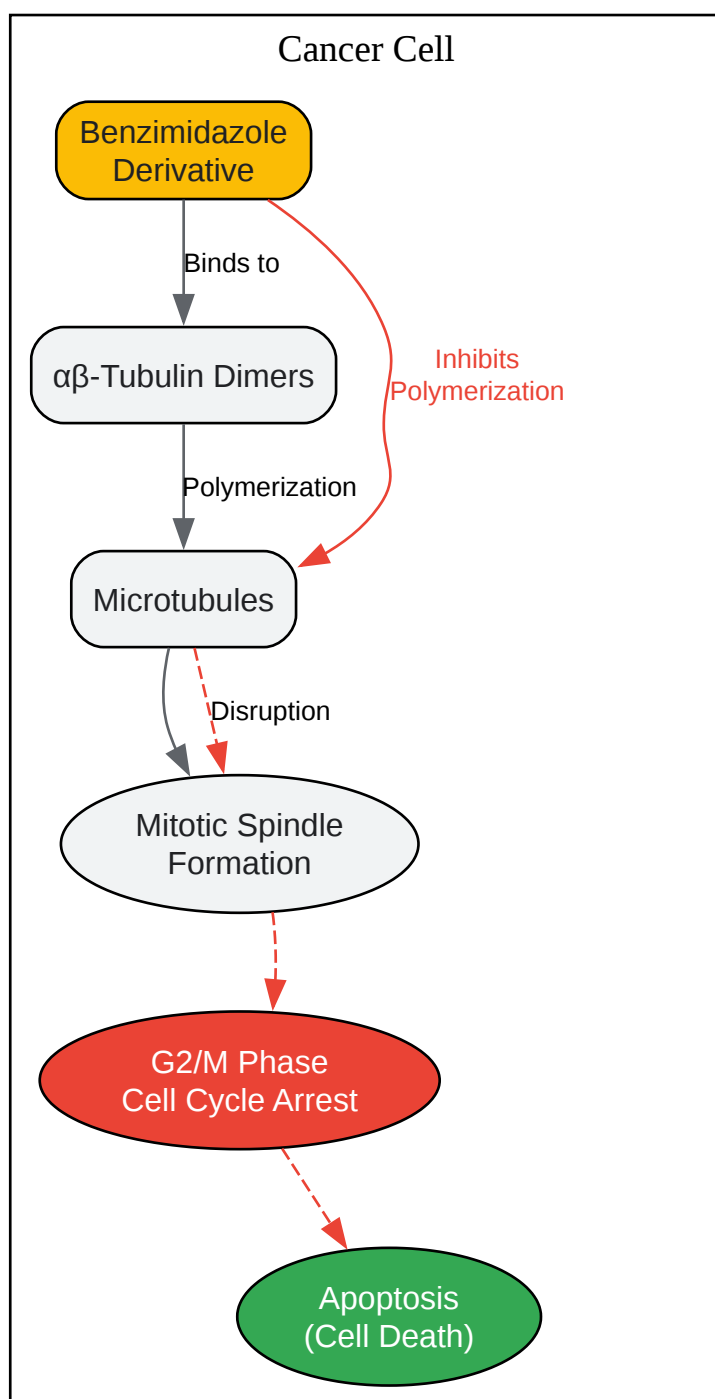 Cancer Cell
Benzimidazole
Derivative
Binds to
αβ-Tubulin Dimers
Inhibits
Polymerization
Polymerization
Microtubules
Disruption
Mitotic Spindle
Formation
G2/M Phase
Cell Cycle Arrest
Apoptosis
(Cell Death)